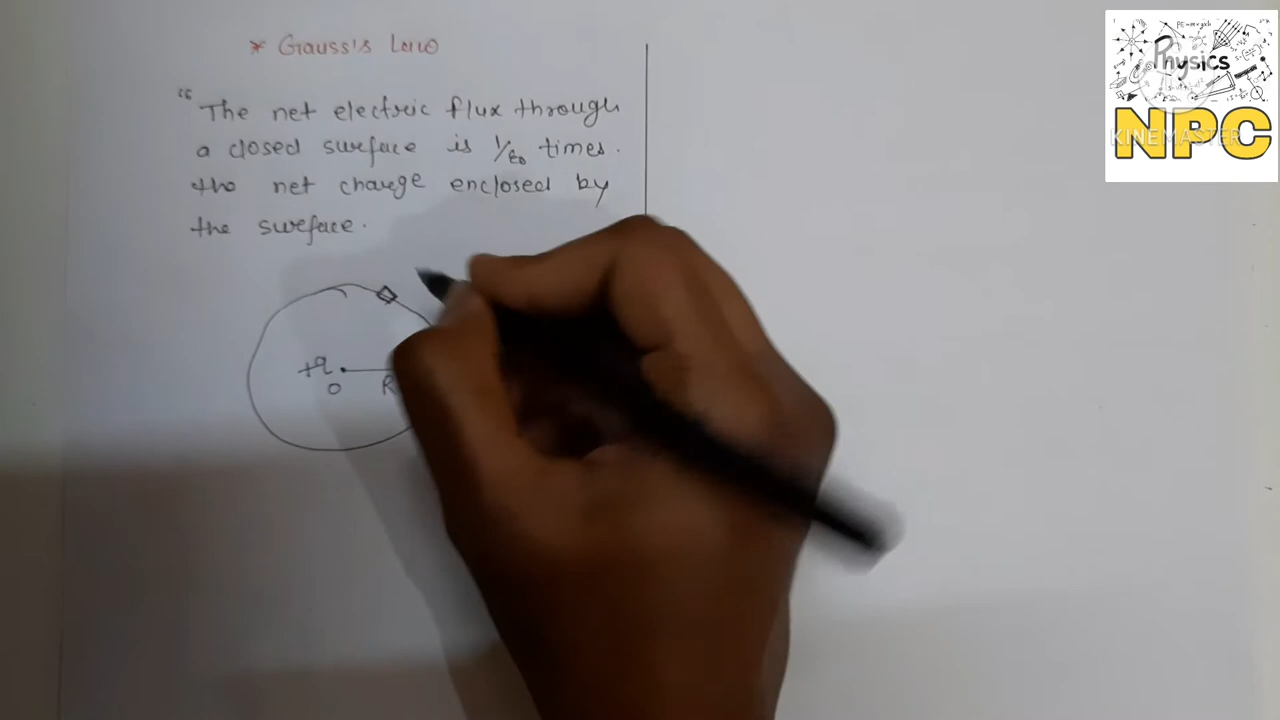 * Gauss's Law
“ The net electric flux through
a closed surface is 1/ε₀ times.
the net charge enclosed by
the surface.
+q
O R
Physics
NPC
KINEMASTER